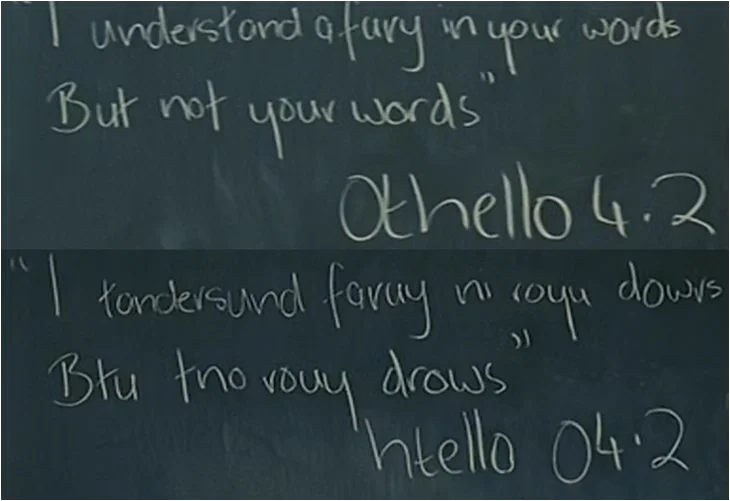 "I understand a fury in your words
But not your words"
Othello 4.2
"I tandersund faruy ni royu dowrs
Btu tno rouy drows"
htello O4.2